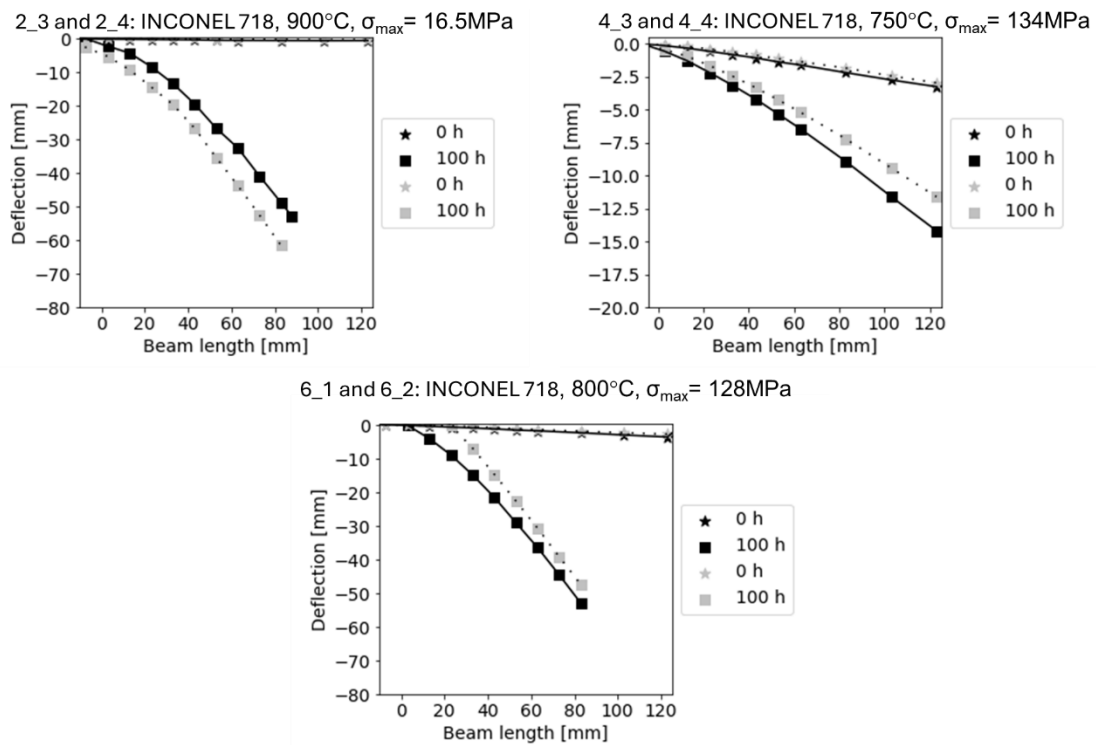 2_3 and 2_4: INCONEL 718, 900°C, σmax= 16.5MPa
0
−10
−20
−30
−40
−50
−60
−70
−80
Deflection [mm]
0 20 40 60 80 100 120
Beam length [mm]
0 h
100 h
0 h
100 h
4_3 and 4_4: INCONEL 718, 750°C, σmax= 134MPa
0.0
−2.5
−5.0
−7.5
−10.0
−12.5
−15.0
−17.5
−20.0
Deflection [mm]
0 20 40 60 80 100 120
Beam length [mm]
0 h
100 h
0 h
100 h
6_1 and 6_2: INCONEL 718, 800°C, σmax= 128MPa
0
−10
−20
−30
−40
−50
−60
−70
−80
Deflection [mm]
0 20 40 60 80 100 120
Beam length [mm]
0 h
100 h
0 h
100 h